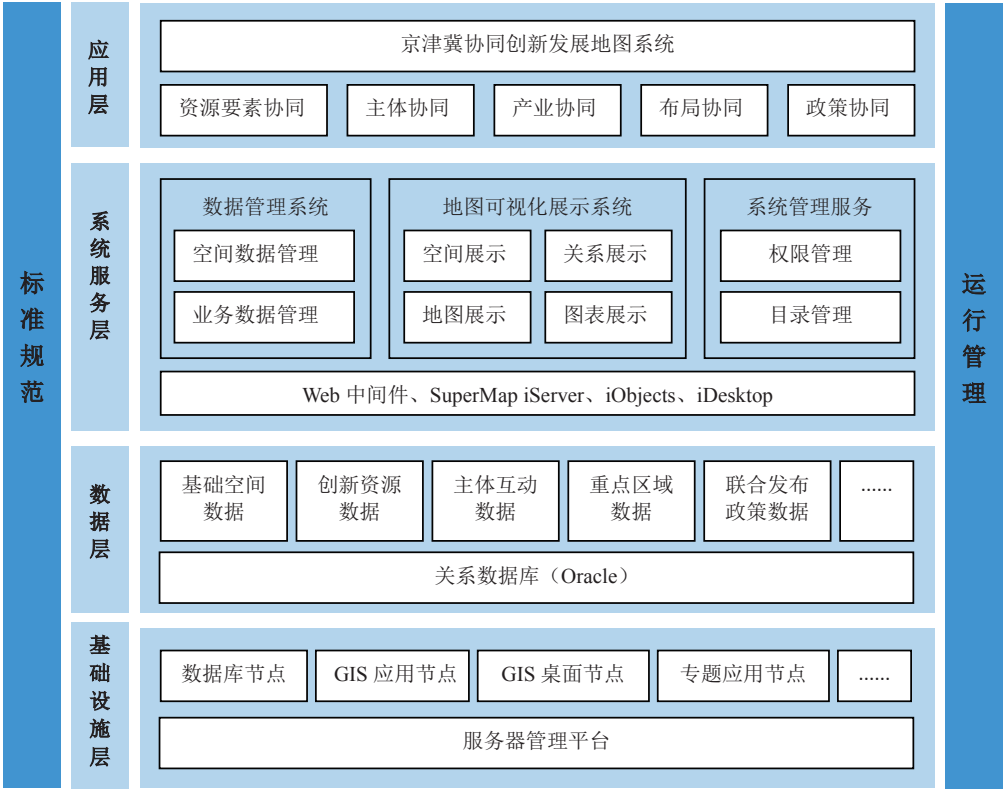 标准规范
应用层
京津冀协同创新发展地图系统
资源要素协同
主体协同
产业协同
布局协同
政策协同
系统服务层
数据管理系统
空间数据管理
业务数据管理
地图可视化展示系统
空间展示
关系展示
地图展示
图表展示
系统管理服务
权限管理
目录管理
Web 中间件、SuperMap iServer、iObjects、iDesktop
数据层
基础空间
数据
创新资源
数据
主体互动
数据
重点区域
数据
联合发布
政策数据
......
关系数据库（Oracle）
基础设施层
数据库节点
GIS 应用节点
GIS 桌面节点
专题应用节点
......
服务器管理平台
运行管理